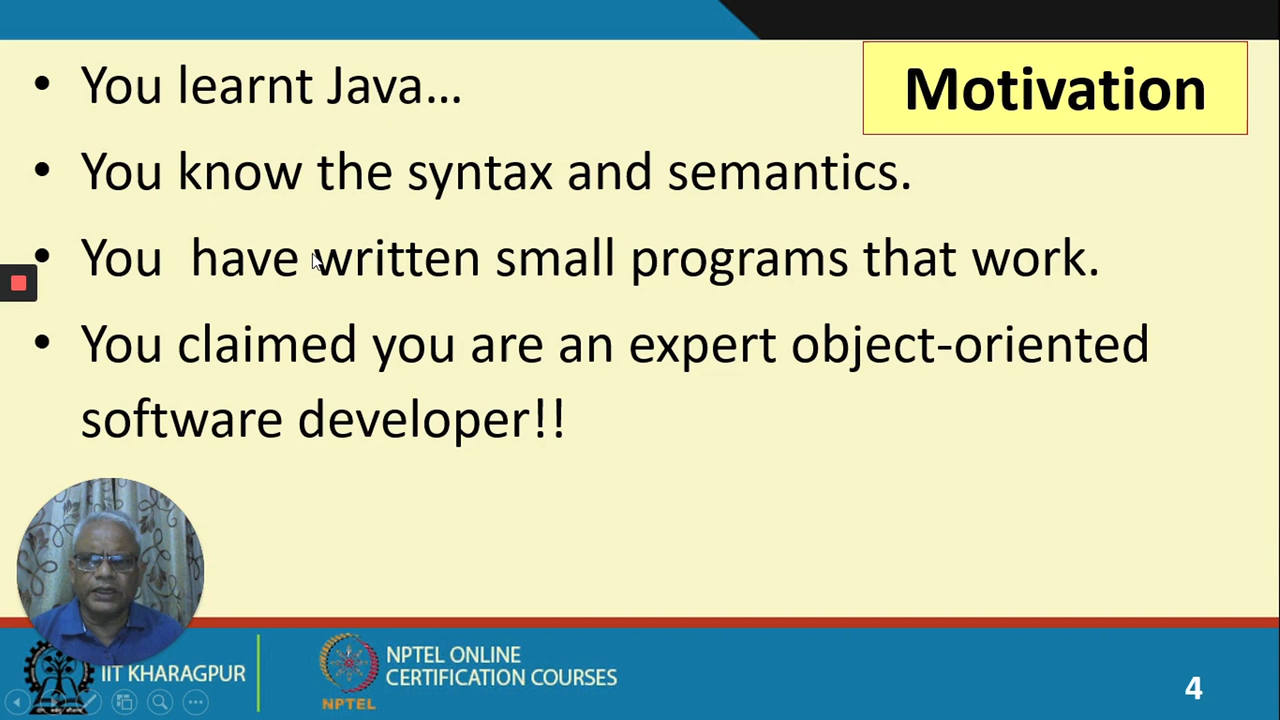 Motivation
• You learnt Java...
• You know the syntax and semantics.
• You  have written small programs that work.
• You claimed you are an expert object-oriented
software developer!!
IIT KHARAGPUR
NPTEL ONLINE
CERTIFICATION COURSES
NPTEL
4